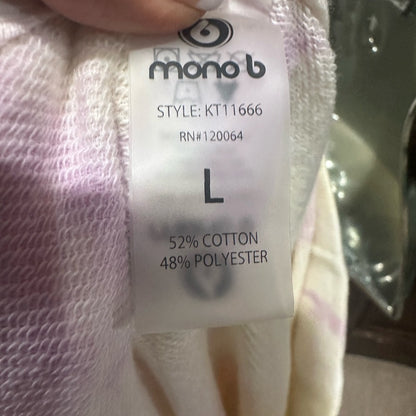 mono b
STYLE: KT11666
RN#120064
L
52% COTTON
48% POLYESTER